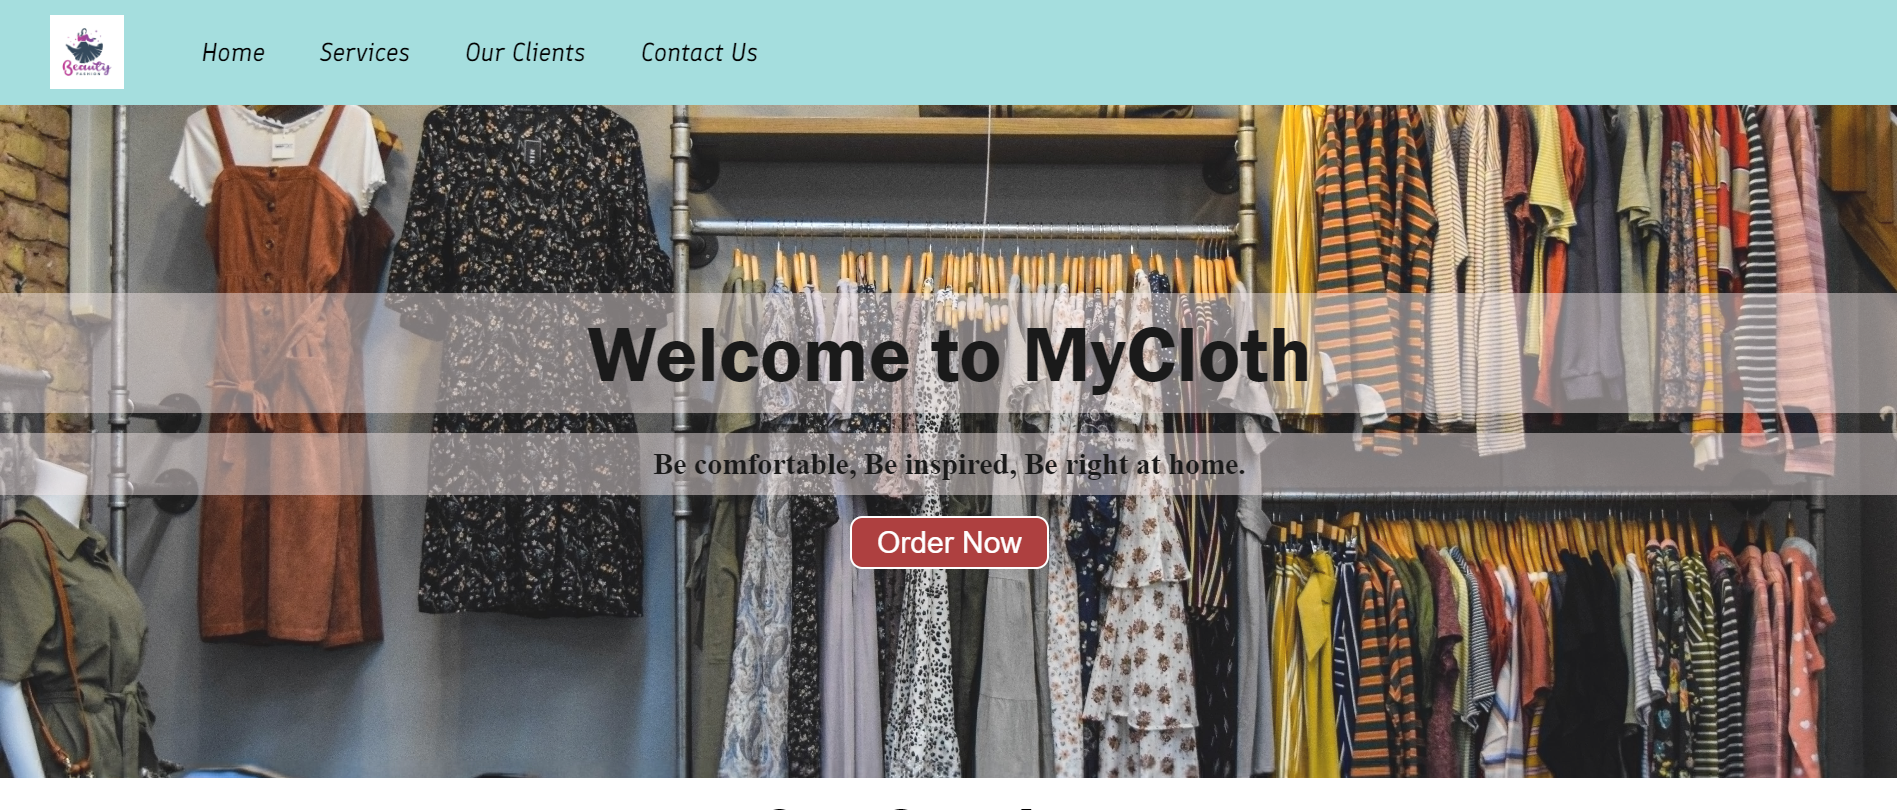 Beauty
FASHION
Home Services Our Clients Contact Us
Welcome to MyCloth
Be comfortable, Be inspired, Be right at home.
Order Now